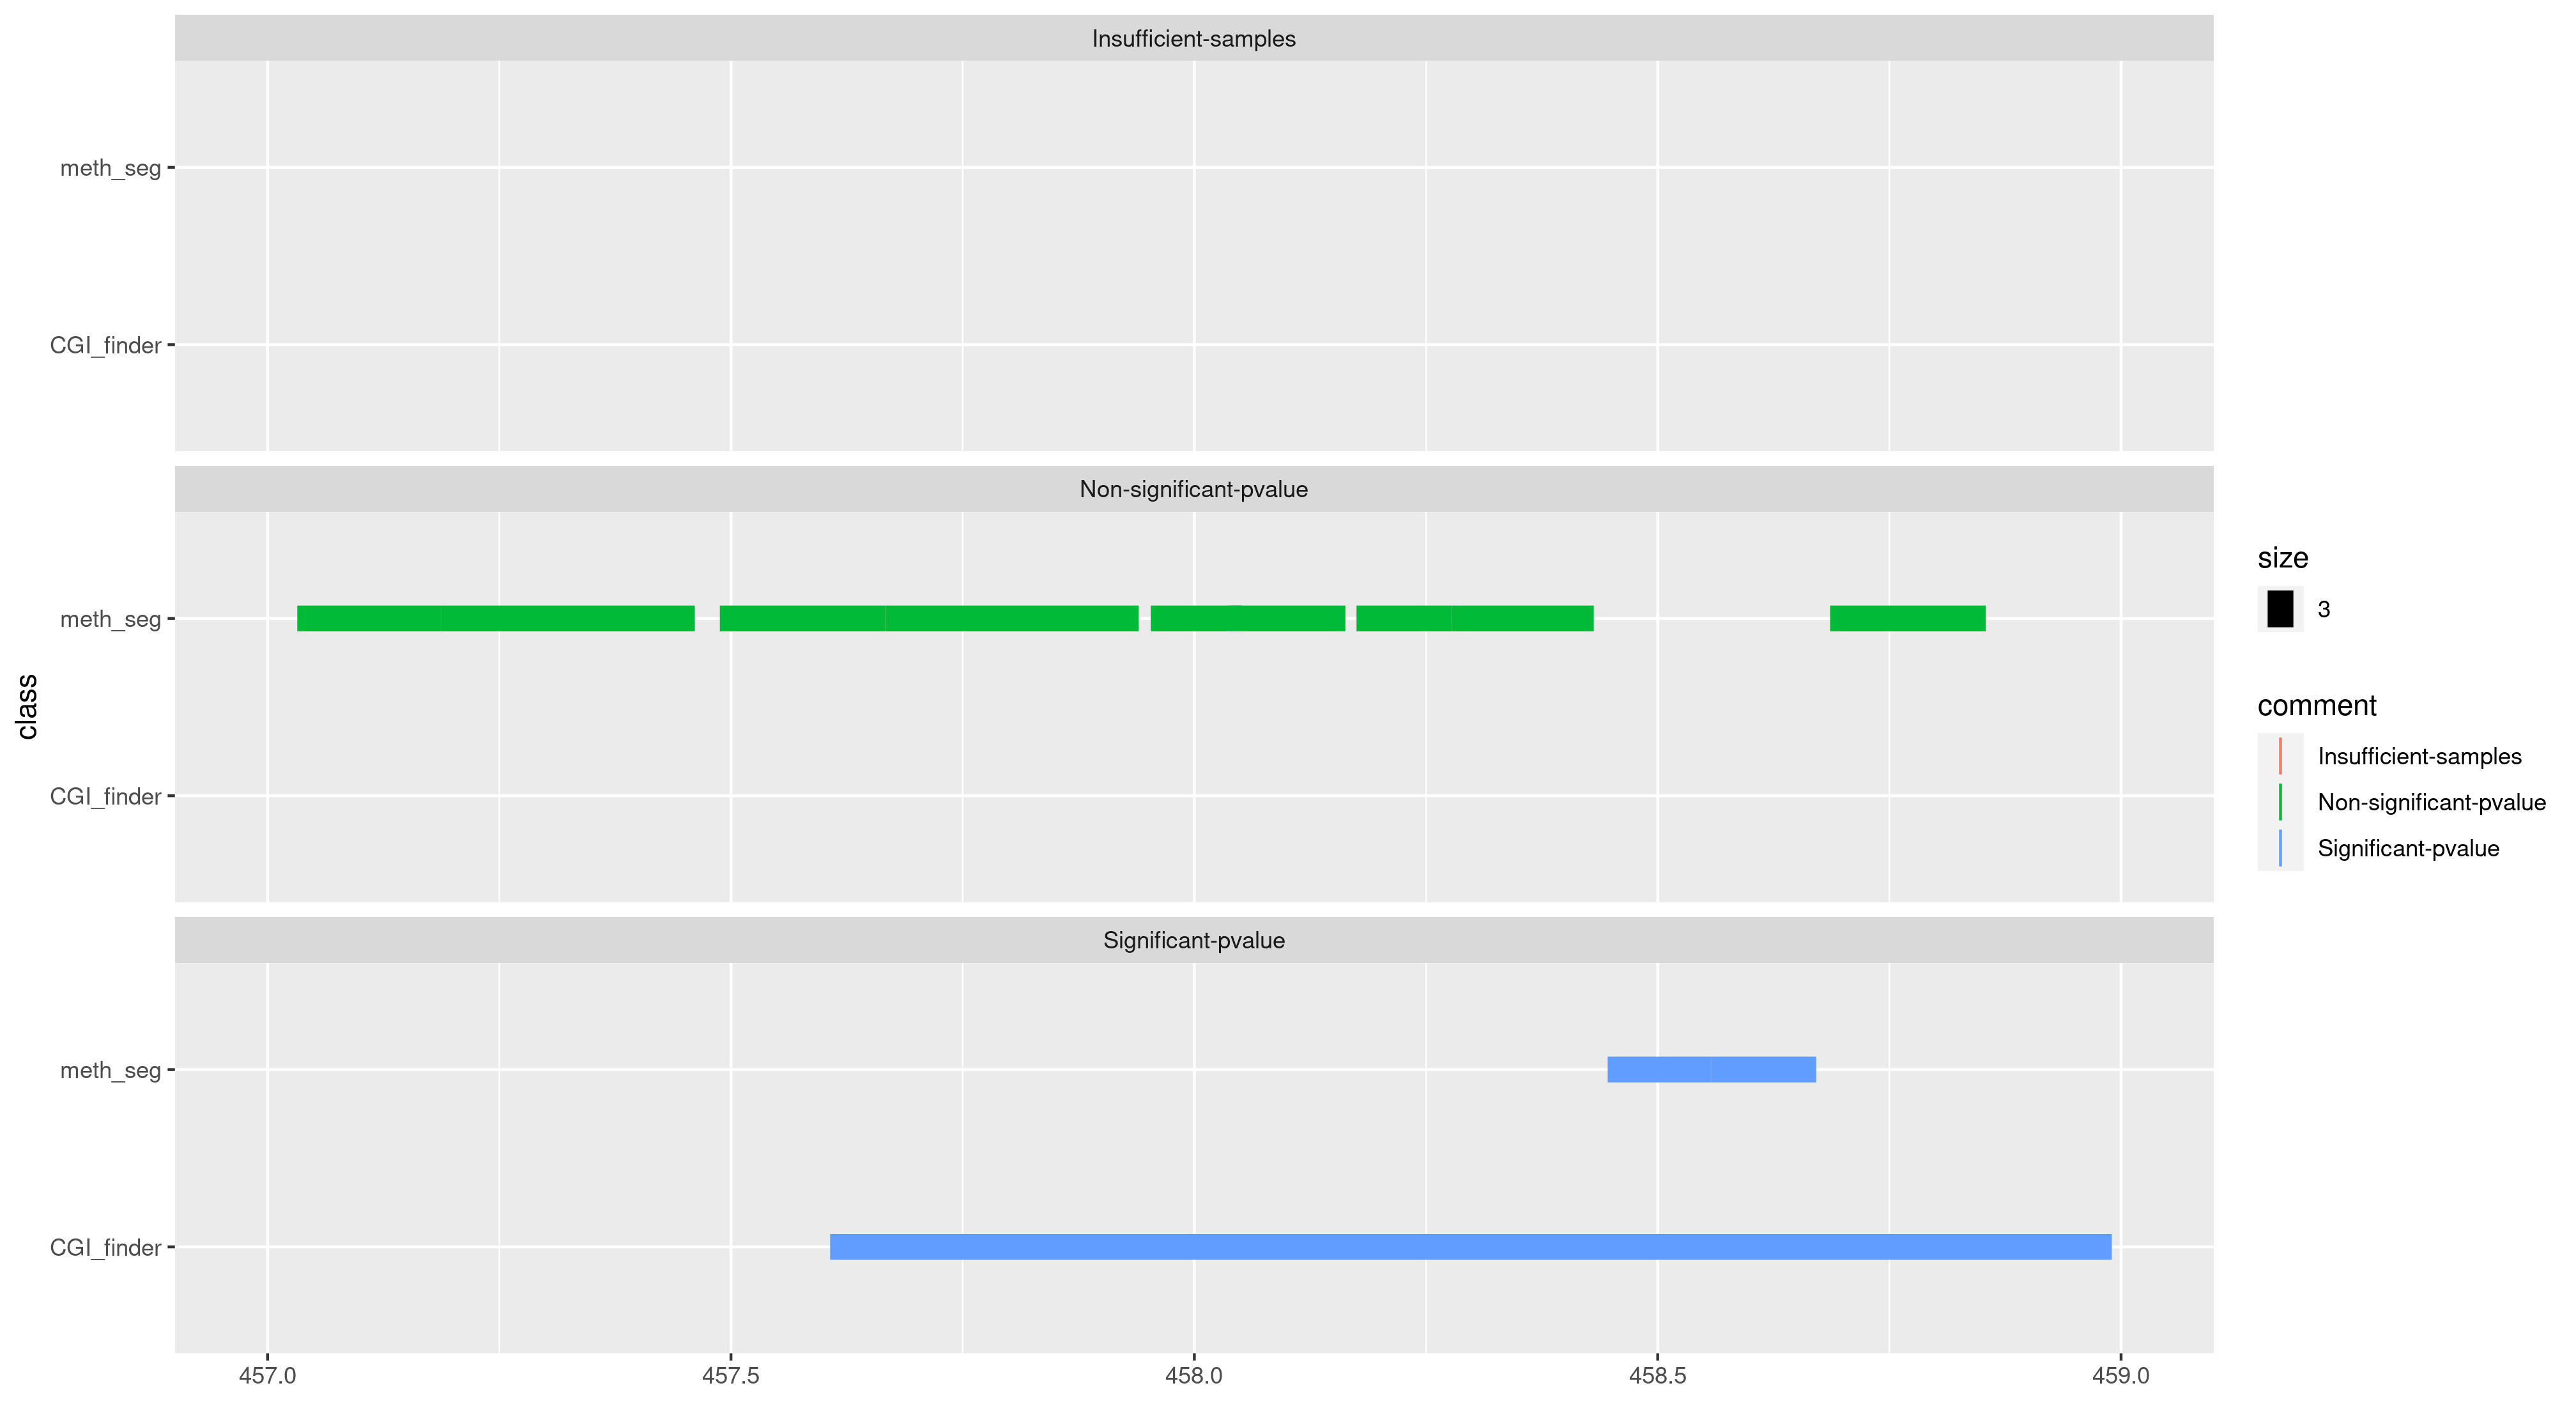 Insufficient-samples
meth_seg
CGI_finder
Non-significant-pvalue
meth_seg
CGI_finder
Significant-pvalue
meth_seg
CGI_finder
457.0 457.5 458.0 458.5 459.0
class
size
3
comment
Insufficient-samples
Non-significant-pvalue
Significant-pvalue